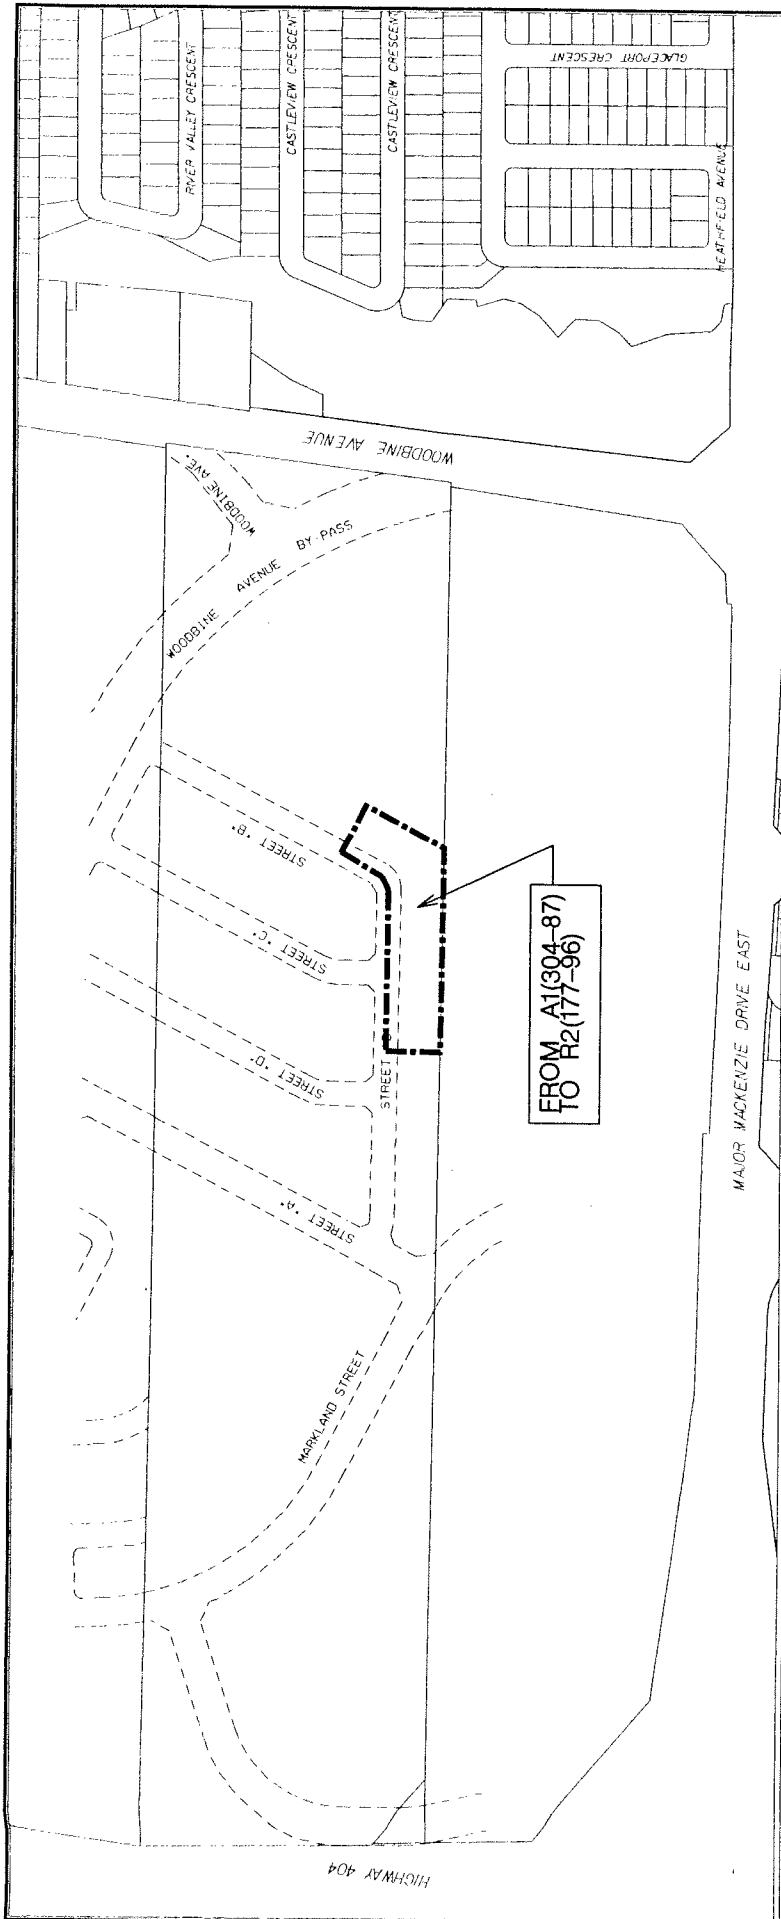 RIVER VALLEY CRESCENT
CASTLEVIEW CRESCENT
CASTLEVIEW CRESCENT
GLACEPORT CRESCENT
HEATHFIELD AVENUE
WOODBINE AVENUE
WOODBINE AVE.
WOODBINE AVENUE BY-PASS
STREET "B"
STREET "C"
STREET "D"
STREET "A"
STREET
MARKLAND STREET
FROM A1(304-87)
TO R2(177-96)
MAJOR MACKENZIE DRIVE EAST
HIGHWAY 404